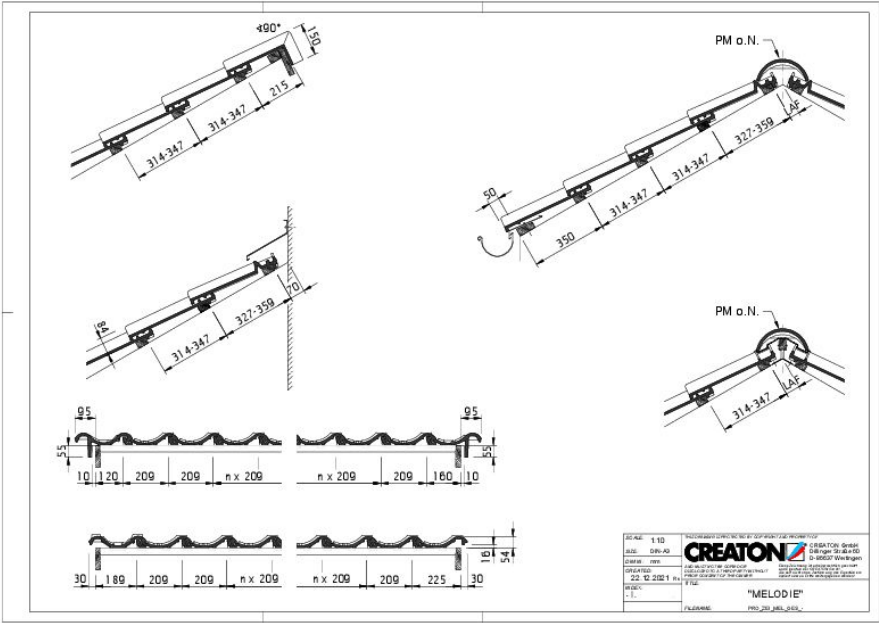 ∢90°
150
215
314-347
314-347
PM o.N.
LAF
327-359
314-347
314-347
350
50
70
327-359
314-347
84
PM o.N.
LAF
314-347
95
95
55
55
10 120 209 209 n x 209 n x 209 209 160 10
16
54
30 189 209 209 n x 209 n x 209 209 225 30
SCALE 1:10
SIZE DIN-A3
mm
CREATED
22.12.2021
INDEX
CREATON
CREATON GmbH
Dillinger Straße 60
D-86637 Wertingen
TITLE
"MELODIE"
FILENAME